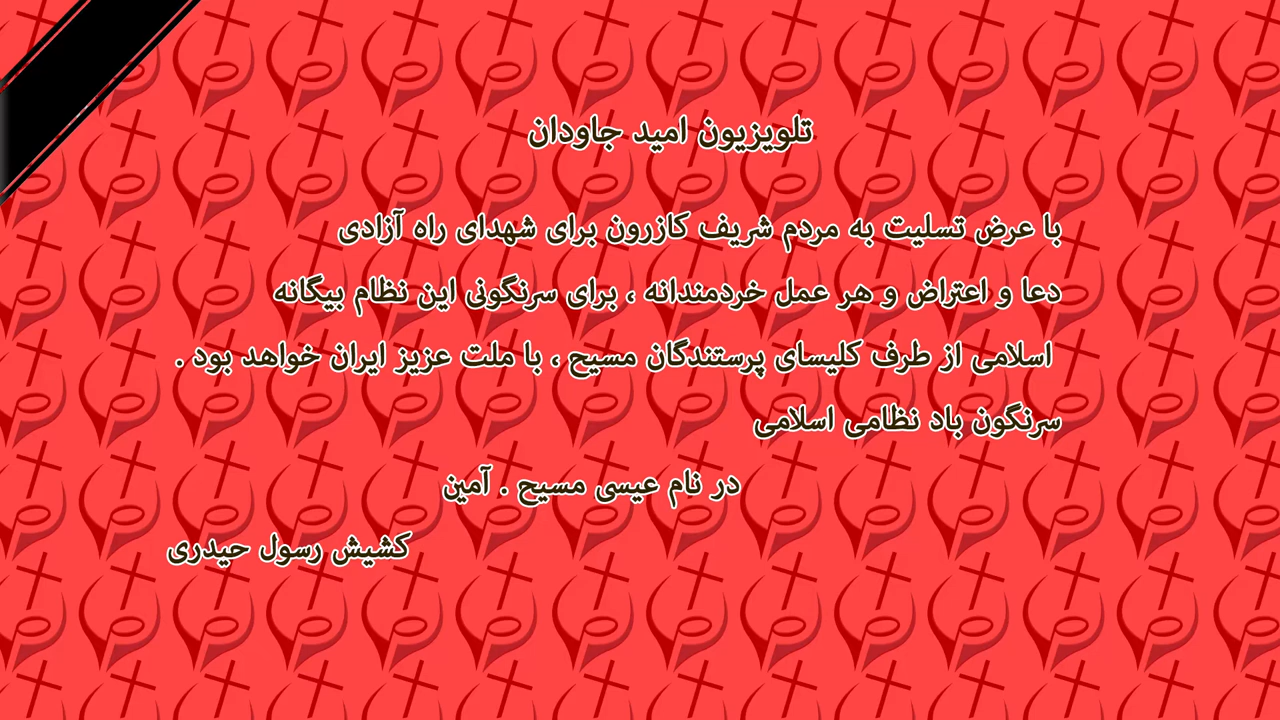 تلویزیون امید جاودان
با عرض تسلیت به مردم شریف کازرون برای شهدای راه آزادی
دعا و اعتراض و هر عمل خردمندانه ، برای سرنگونی این نظام بیگانه
اسلامی از طرف کلیسای پرستندگان مسیح ، با ملت عزیز ایران خواهد بود .
سرنگون باد نظامی اسلامی
در نام عیسی مسیح . آمین
کشیش رسول حیدری